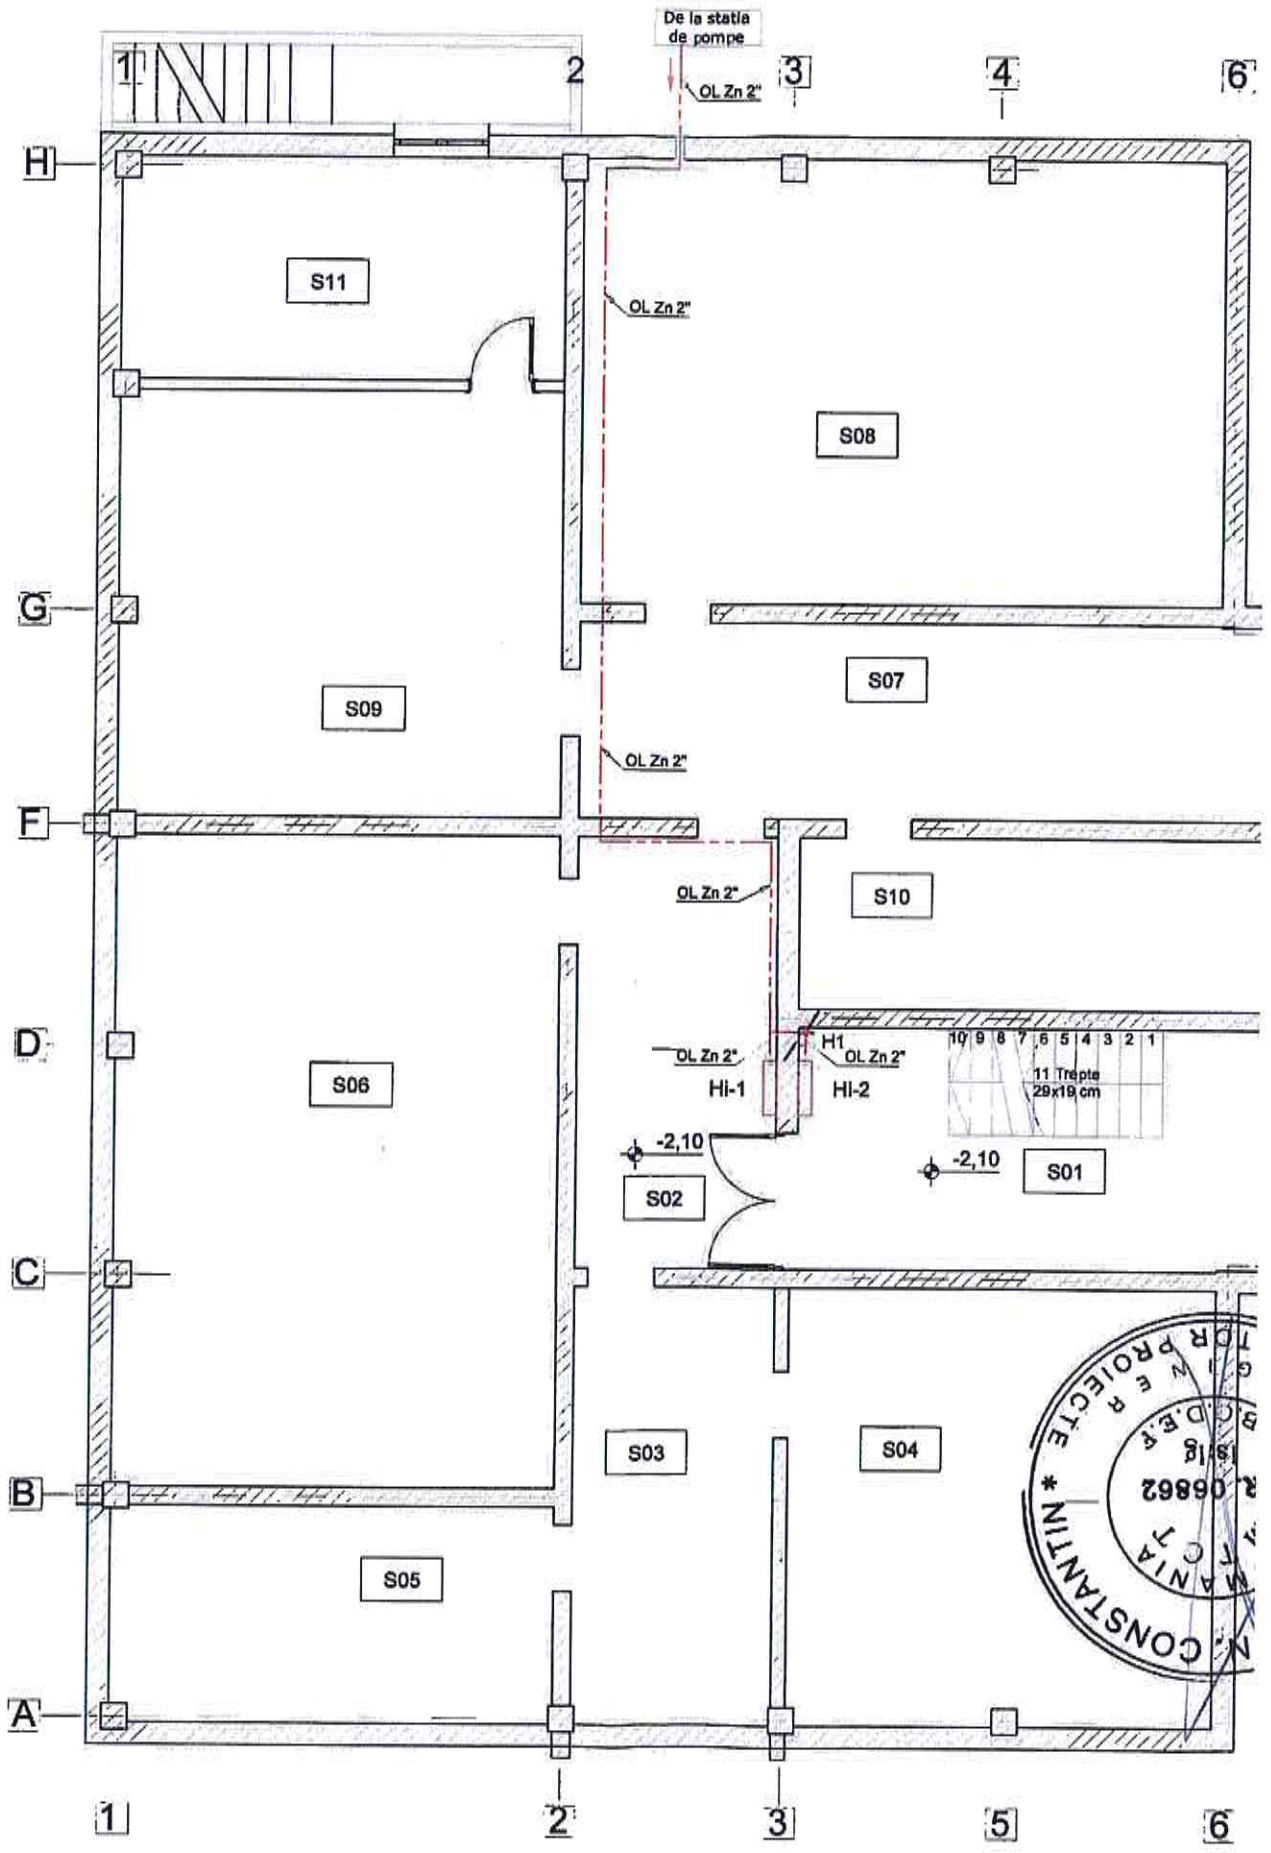 De la statia
de pompe
1
2
3
4
6
OL Zn 2"
H
S11
OL Zn 2"
S08
G
S07
S09
OL Zn 2"
F
OL Zn 2"
S10
D
10 9 8 7 6 5 4 3 2 1
H1
OL Zn 2"
OL Zn 2"
11 Trepte
29x19 cm
S06
Hi-1
Hi-2
-2,10
-2,10
S01
S02
C
S03
S04
B
S05
A
CONSTANTIN *
PROIECTE
B.C.D.E.F.
06862
1
2
3
5
6